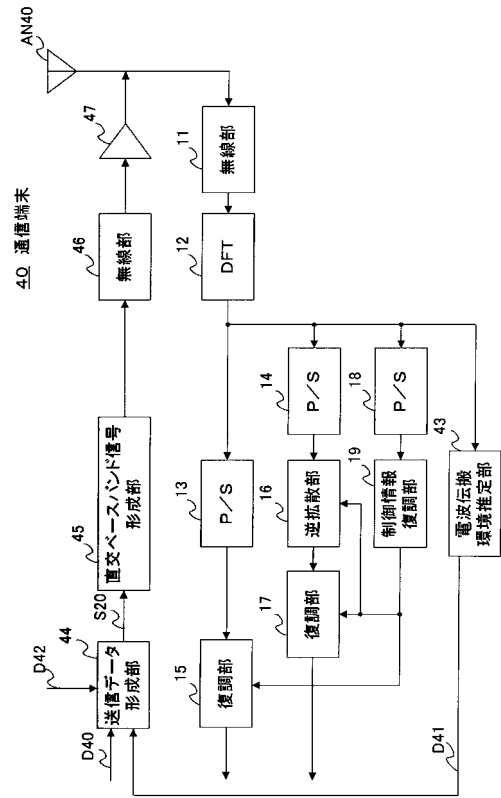 40 通信端末
AN40
47
46
無線部
45
直交ベースバンド信号
形成部
S20
44
送信データ
形成部
D42
D40
11
無線部
12
DFT
13
P/S
14
P/S
18
P/S
15
復調部
16
逆拡散部
17
復調部
19
制御情報
復調部
43
電波伝搬
環境推定部
D41